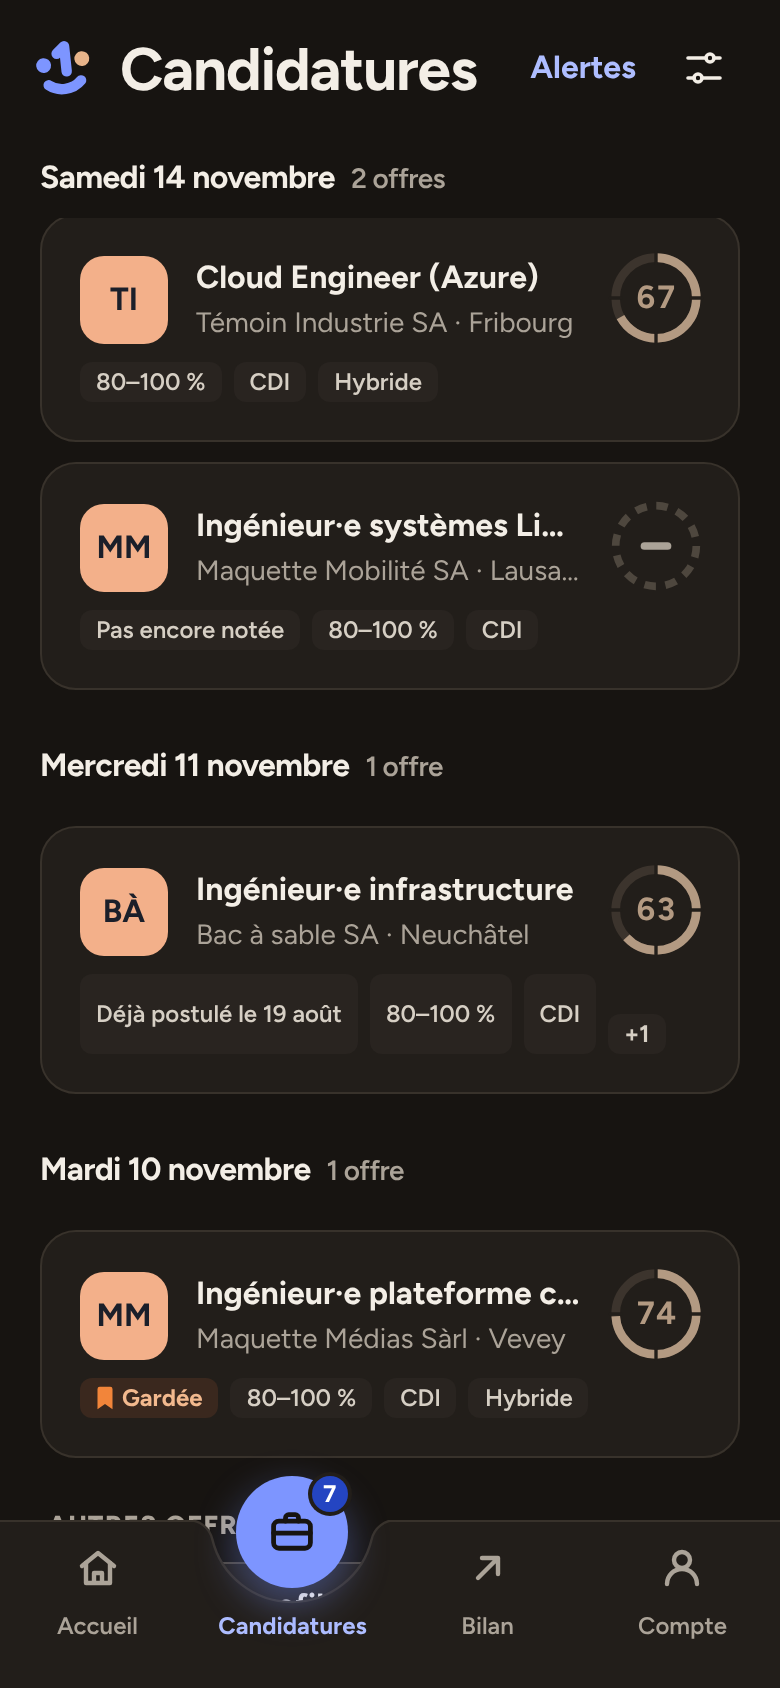 Candidatures Alertes
Samedi 14 novembre 2 offres
TI Cloud Engineer (Azure) 67
Témoin Industrie SA · Fribourg
80–100 % CDI Hybride
MM Ingénieur·e systèmes Li...
Maquette Mobilité SA · Lausa...
Pas encore notée 80–100 % CDI
Mercredi 11 novembre 1 offre
BÀ Ingénieur·e infrastructure 63
Bac à sable SA · Neuchâtel
Déjà postulé le 19 août 80–100 % CDI +1
Mardi 10 novembre 1 offre
MM Ingénieur·e plateforme c... 74
Maquette Médias Sàrl · Vevey
Gardée 80–100 % CDI Hybride
7
Accueil Candidatures Bilan Compte